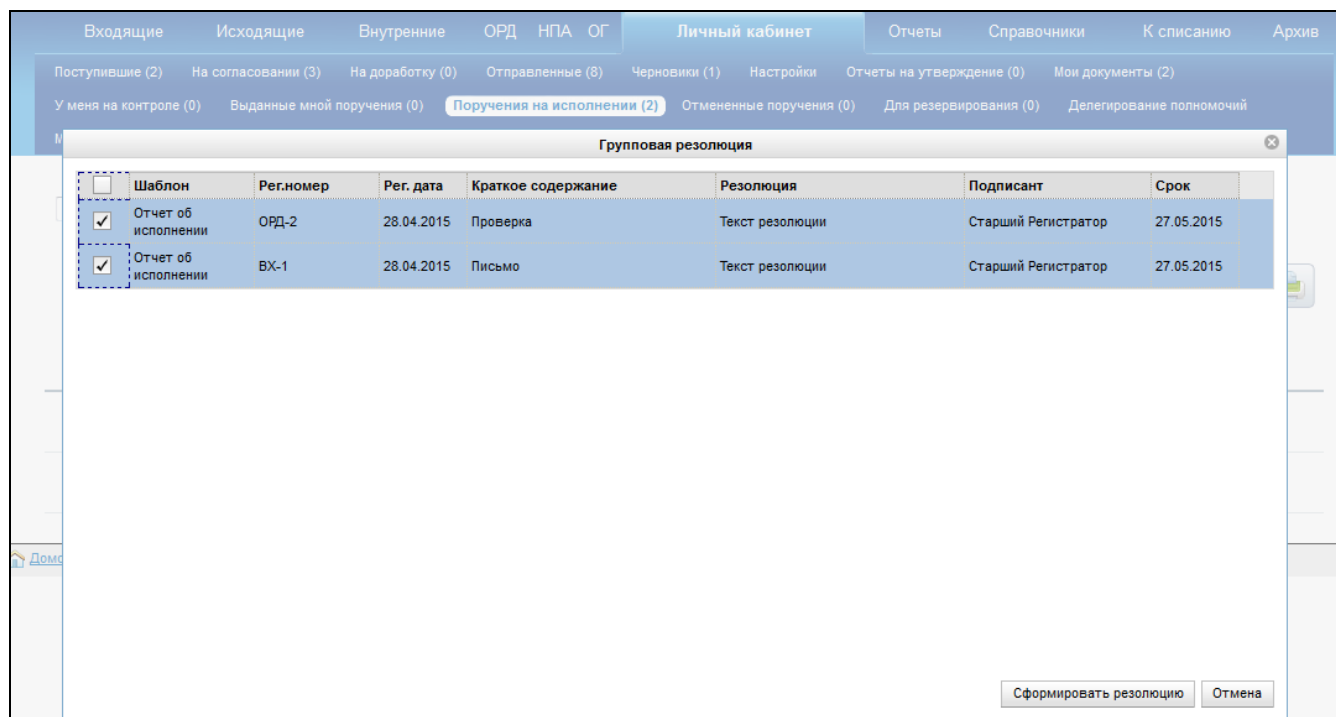 Входящие Исходящие Внутренние ОРД НПА ОГ Личный кабинет Отчеты Справочники К списанию Архив
Поступившие (2) На согласовании (3) На доработку (0) Отправленные (8) Черновики (1) Настройки Отчеты на утверждение (0) Мои документы (2)
У меня на контроле (0) Выданные мной поручения (0) Поручения на исполнении (2) Отмененные поручения (0) Для резервирования (0) Делегирование полномочий
Групповая резолюция
Шаблон Рег.номер Рег. дата Краткое содержание Резолюция Подписант Срок
Отчет об
исполнении ОРД-2 28.04.2015 Проверка Текст резолюции Старший Регистратор 27.05.2015
Отчет об
исполнении ВХ-1 28.04.2015 Письмо Текст резолюции Старший Регистратор 27.05.2015
Сформировать резолюцию Отмена